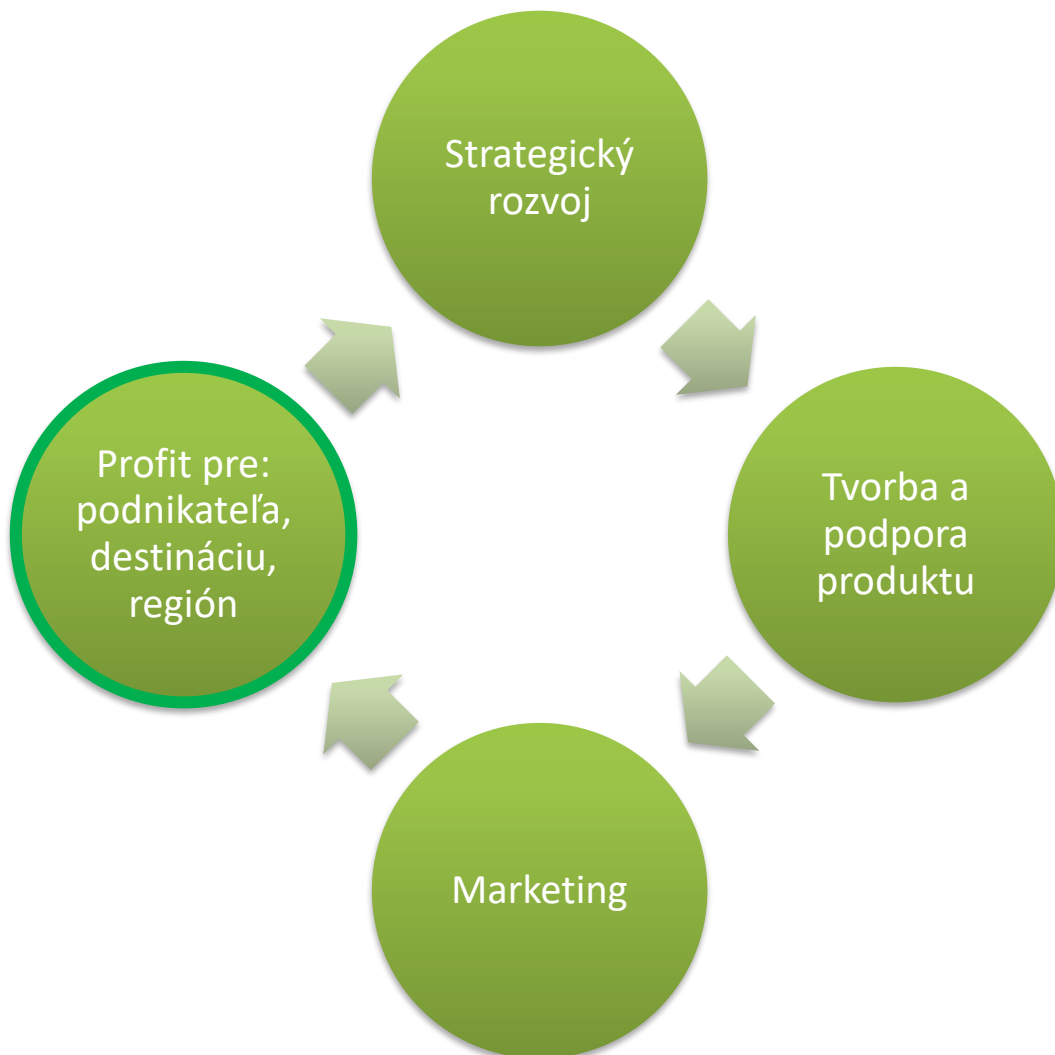 Strategický
rozvoj
Tvorba a
podpora
produktu
Marketing
Profit pre:
podnikateľa,
destináciu,
región